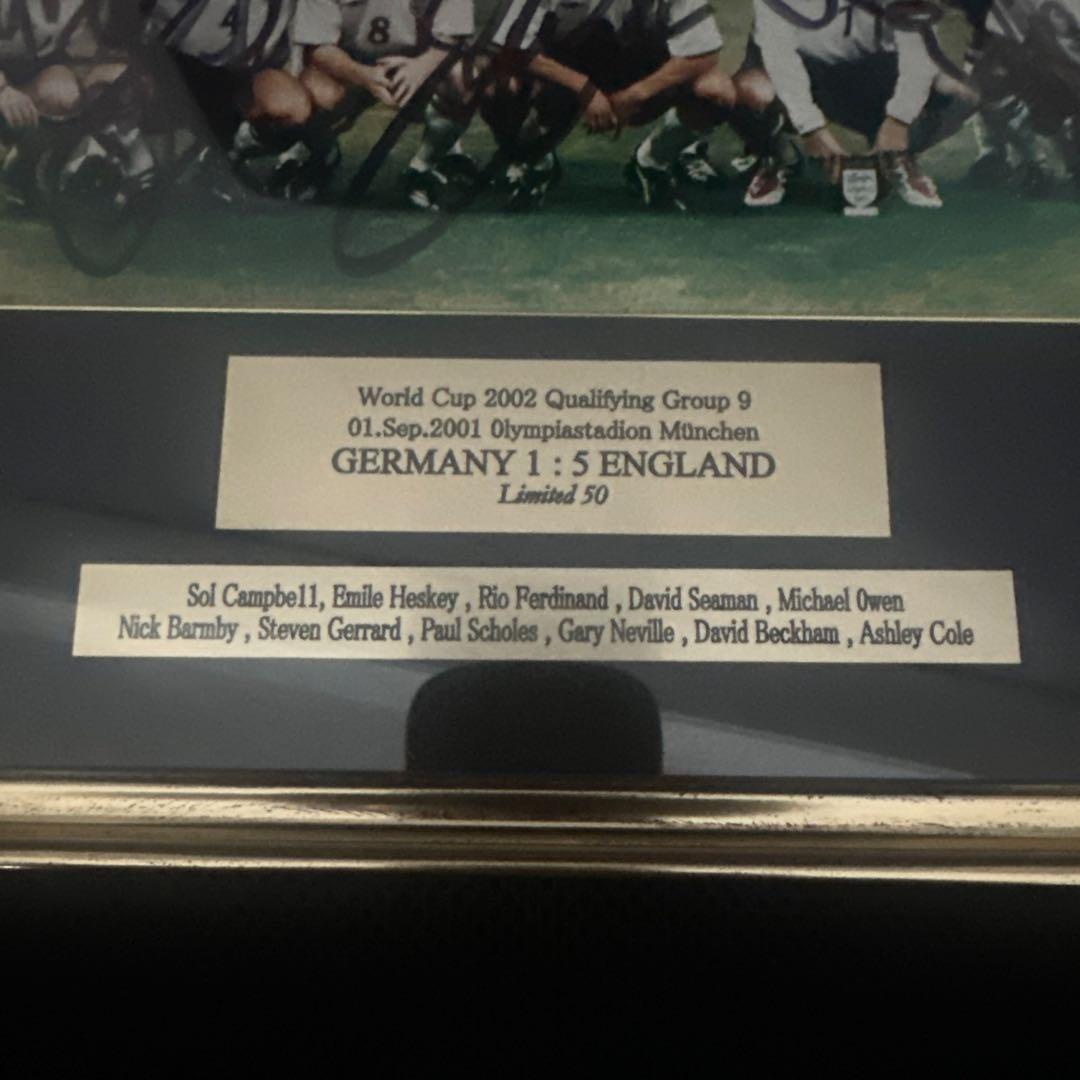 8
World Cup 2002 Qualifying Group 9
01.Sep.2001 0lympiastadion München
GERMANY 1 : 5 ENGLAND
Limited 50
Sol Campbe11, Emile Heskey , Rio Ferdinand , David Seaman , Michael 0wen
Nick Barmby , Steven Gerrard , Paul Scholes , Gary Neville , David Beckham , Ashley Cole